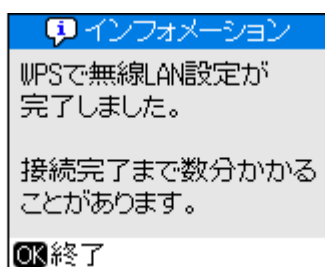 インフォメーション
WPSで無線LAN設定が
完了しました。
接続完了まで数分かかる
ことがあります。
OK終了